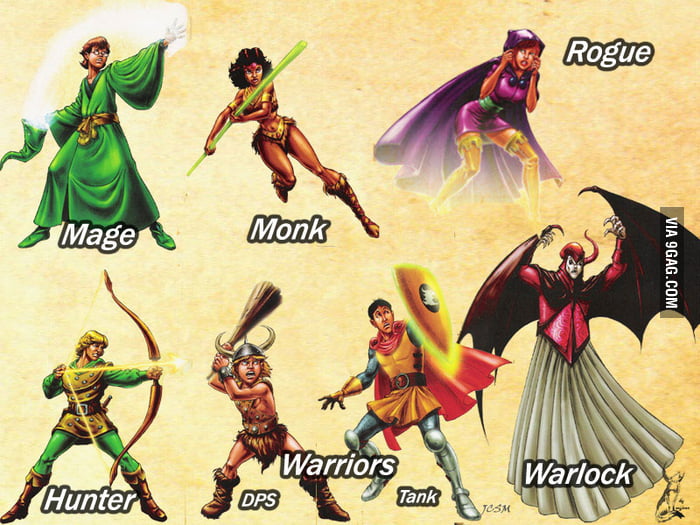 Rogue
Mage
Monk
VIA 9GAG.COM
Warriors
Hunter
DPS
Tank
Warlock
JCSM